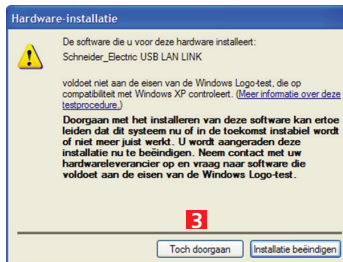 Hardware-installatie
De software die u voor deze hardware installeert:
Schneider_Electric USB LAN LINK
voldoet niet aan de eisen van de Windows Logo-test, die op
compatibiliteit met Windows XP controleert. (Meer informatie over deze
testprocedure.)
Doorgaan met het installeren van deze software kan ertoe
leiden dat dit systeem nu of in de toekomst instabiel wordt
of niet meer juist werkt. U wordt aangeraden deze
installatie nu te beëindigen. Neem contact met uw
hardwareleverancier op en vraag naar software die
voldoet aan de eisen van de Windows Logo-test.
3
Toch doorgaan Installatie beëindigen